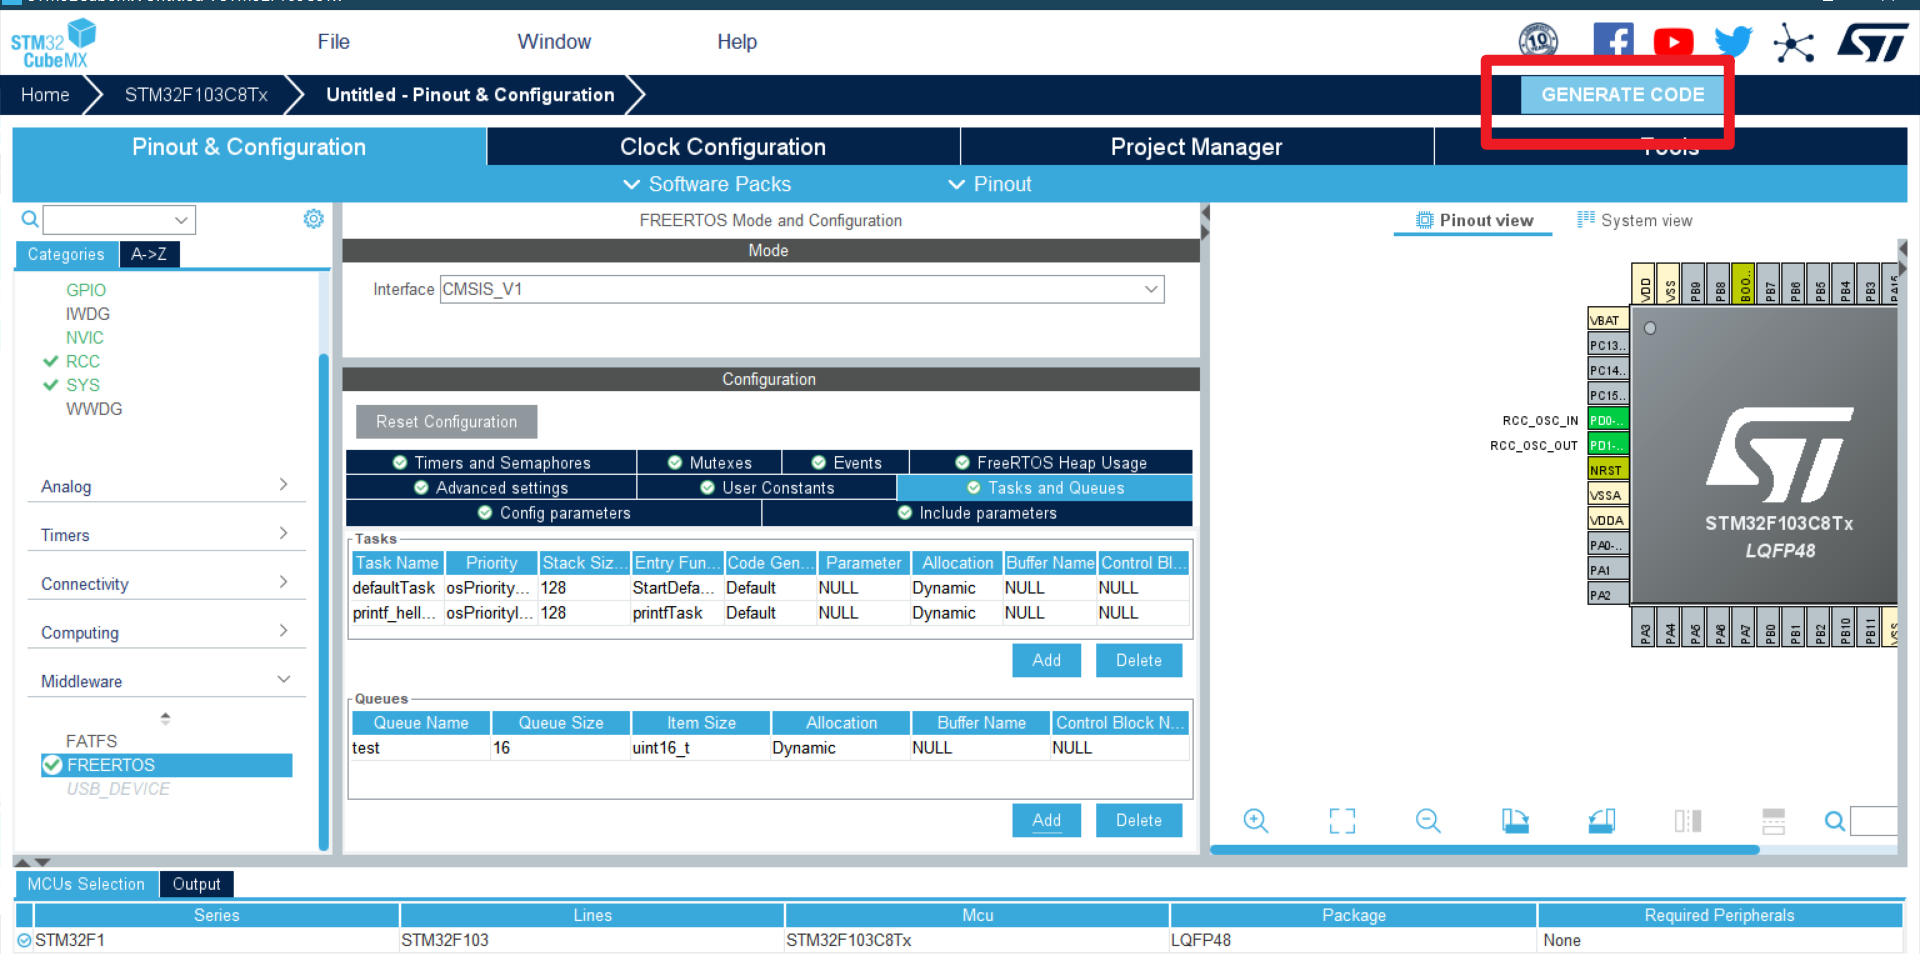 STM32
CubeMX
File
Window
Help
10
Home
STM32F103C8Tx
Untitled - Pinout & Configuration
GENERATE CODE
Pinout & Configuration
Clock Configuration
Project Manager
Tools
Software Packs
Pinout
FREERTOS Mode and Configuration
Pinout view
System view
Categories
A->Z
Mode
Interface
CMSIS_V1
GPIO
IWDG
NVIC
RCC
SYS
WWDG
Analog
Timers
Connectivity
Computing
Middleware
FATFS
FREERTOS
USB_DEVICE
Configuration
Reset Configuration
Timers and Semaphores
Mutexes
Events
FreeRTOS Heap Usage
Advanced settings
User Constants
Tasks and Queues
Config parameters
Include parameters
Tasks
Task Name Priority Stack Siz... Entry Fun... Code Gen... Parameter Allocation Buffer Name Control Bl...
defaultTask osPriority... 128 StartDefa... Default NULL Dynamic NULL NULL
printf_hell... osPriorityI... 128 printfTask Default NULL Dynamic NULL NULL
Add
Delete
Queues
Queue Name Queue Size Item Size Allocation Buffer Name Control Block N...
test 16 uint16_t Dynamic NULL NULL
Add
Delete
VDD
VSS
PB9
PB8
BOO..
PB7
PB6
PB5
PB4
PB3
PA15
VBAT
PC13..
PC14..
PC15..
RCC_OSC_IN PD0-..
RCC_OSC_OUT PD1-..
NRST
VSSA
VDDA
PA0-..
PA1
PA2
ST
STM32F103C8Tx
LQFP48
PA3
PA4
PA5
PA6
PA7
PB0
PB1
PB2
PB10
PB11
VSS
MCUs Selection
Output
Series Lines Mcu Package Required Peripherals
STM32F1 STM32F103 STM32F103C8Tx LQFP48 None